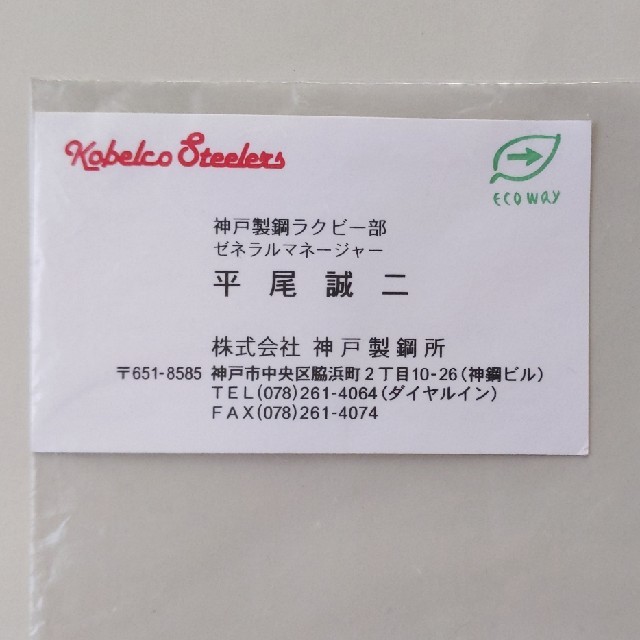 Kobelco Steelers
ECO WAY
神戸製鋼ラクビー部
ゼネラルマネージャー
平 尾 誠 二
株式会社 神戸製鋼所
〒651-8585 神戸市中央区脇浜町2丁目10-26(神鋼ビル)
TEL(078)261-4064(ダイヤルイン)
FAX(078)261-4074